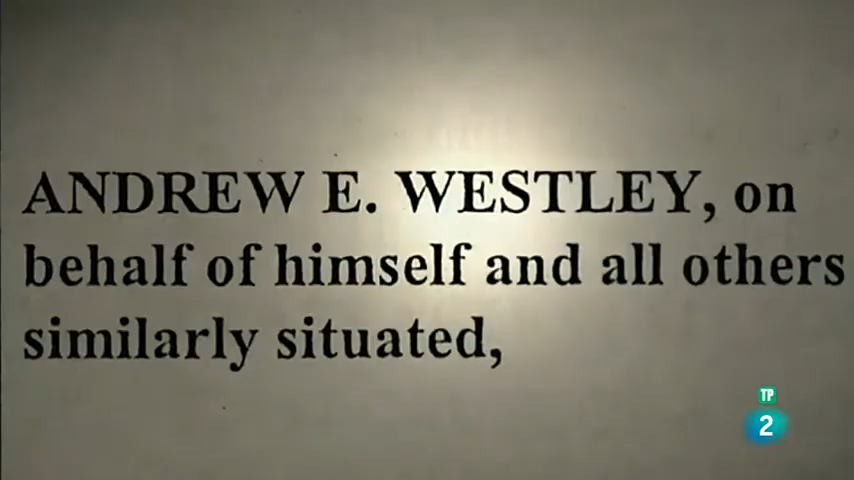 ANDREW E. WESTLEY, on
behalf of himself and all others
similarly situated,
TP
2